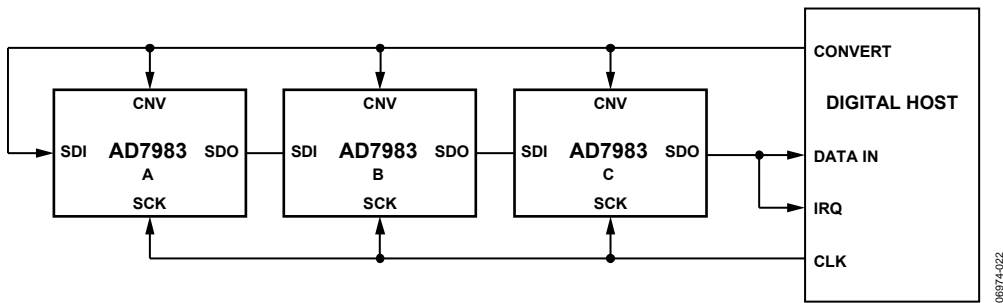 CONVERT
DIGITAL HOST
DATA IN
IRQ
CLK
CNV
SDI AD7983 SDO
A
SCK
CNV
SDI AD7983 SDO
B
SCK
CNV
SDI AD7983 SDO
C
SCK
06974-022